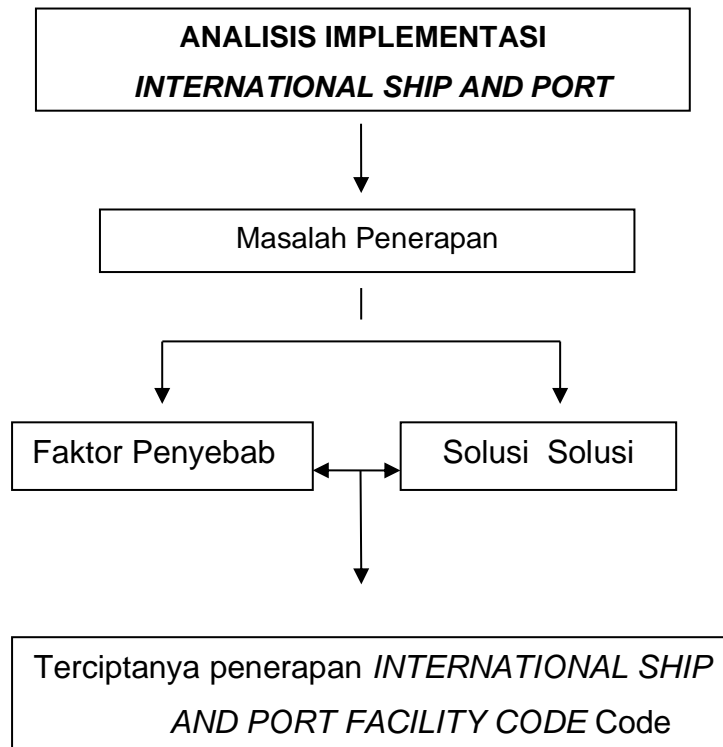 ANALISIS IMPLEMENTASI
INTERNATIONAL SHIP AND PORT
Masalah Penerapan
Faktor Penyebab
Solusi Solusi
Terciptanya penerapan INTERNATIONAL SHIP
AND PORT FACILITY CODE Code